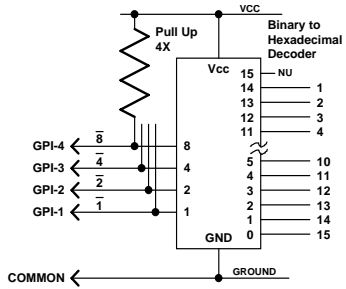 VCC
Pull Up
4X
Binary to
Hexadecimal
Decoder
Vcc
15 NU
14 1
13 2
12 3
11 4
GPI-4 8 8
GPI-3 4 4
GPI-2 2 2
GPI-1 1 1
5 10
4 11
3 12
2 13
1 14
0 15
GND
COMMON GROUND